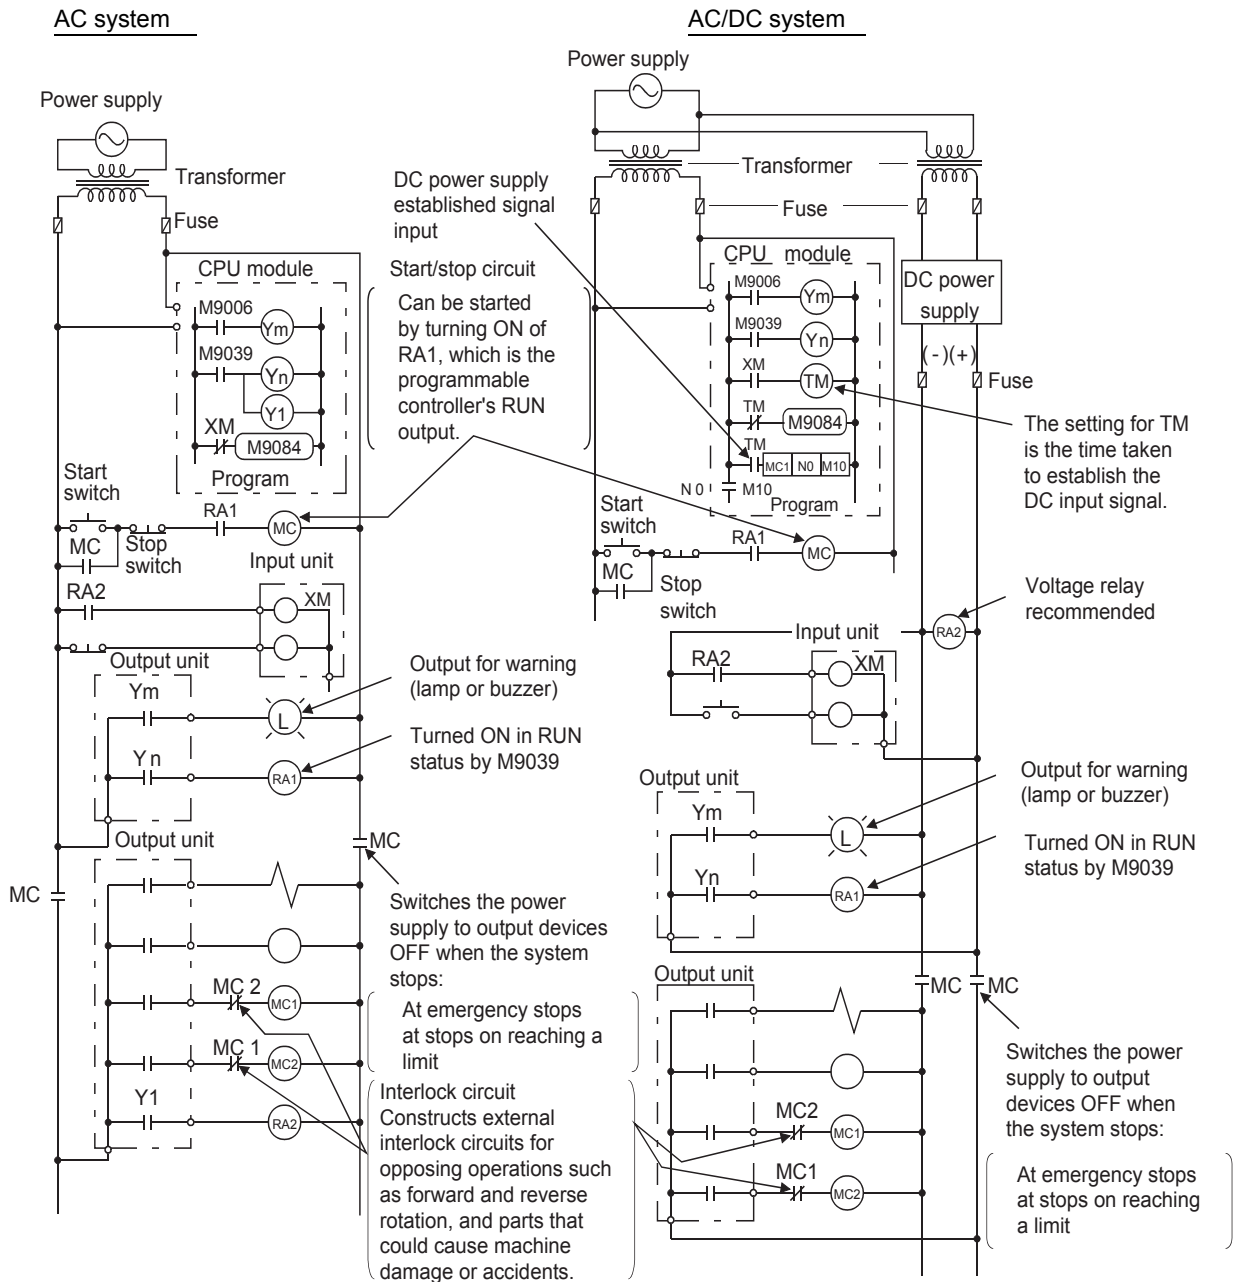 AC system
Power supply
Transformer
Fuse
CPU module
M9006
Ym
M9039
Yn
Y1
XM
M9084
Program
Start/stop circuit
Can be started
by turning ON of
RA1, which is the
programmable
controller's RUN
output.
Start
switch
MC
Stop
switch
RA1
MC
Input unit
RA2
XM
Output unit
Ym
L
Yn
RA1
Output for warning
(lamp or buzzer)
Turned ON in RUN
status by M9039
Output unit
MC
MC
Switches the power
supply to output devices
OFF when the system
stops:
At emergency stops
at stops on reaching a
limit
MC 2
MC1
MC 1
MC2
Y1
RA2
Interlock circuit
Constructs external
interlock circuits for
opposing operations such
as forward and reverse
rotation, and parts that
could cause machine
damage or accidents.
AC/DC system
Power supply
Transformer
Fuse
DC power supply
established signal
input
CPU module
M9006
Ym
M9039
Yn
XM
TM
TM
M9084
TM
MC1 N0 M10
N0 M10
Program
DC power
supply
(-)(+)
Fuse
The setting for TM
is the time taken
to establish the
DC input signal.
Start
switch
MC
Stop
switch
RA1
MC
Voltage relay
recommended
RA2
Input unit
RA2
XM
Output unit
Ym
L
Yn
RA1
Output for warning
(lamp or buzzer)
Turned ON in RUN
status by M9039
Output unit
MC
MC
MC2
MC1
MC1
MC2
Switches the power
supply to output
devices OFF when
the system stops:
At emergency stops
at stops on reaching
a limit